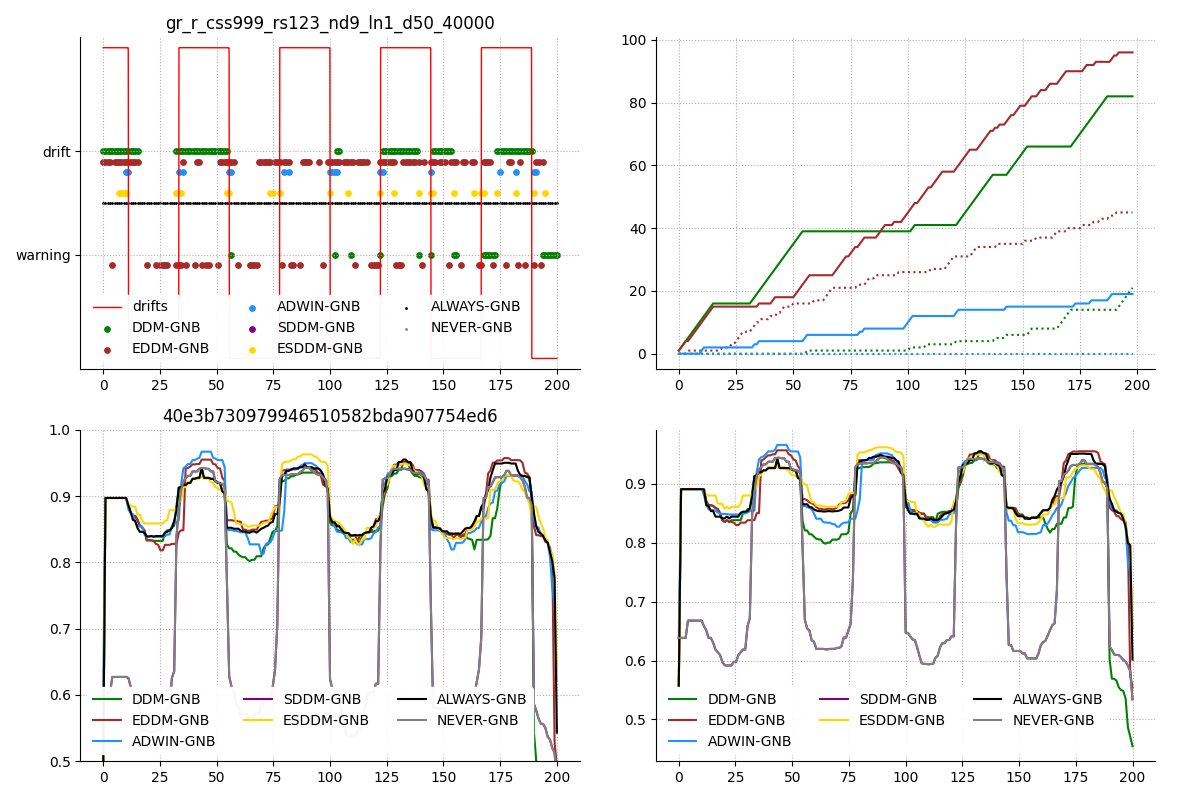 gr_r_css999_rs123_nd9_ln1_d50_40000
drift
warning
drifts
DDM-GNB
EDDM-GNB
ADWIN-GNB
SDDM-GNB
ESDDM-GNB
ALWAYS-GNB
NEVER-GNB
0 25 50 75 100 125 150 175 200
100
80
60
40
20
0
0 25 50 75 100 125 150 175 200
40e3b730979946510582bda907754ed6
1.0
0.9
0.8
0.7
0.6
0.5
DDM-GNB
EDDM-GNB
ADWIN-GNB
SDDM-GNB
ESDDM-GNB
ALWAYS-GNB
NEVER-GNB
0 25 50 75 100 125 150 175 200
0.9
0.8
0.7
0.6
0.5
DDM-GNB
EDDM-GNB
ADWIN-GNB
SDDM-GNB
ESDDM-GNB
ALWAYS-GNB
NEVER-GNB
0 25 50 75 100 125 150 175 200